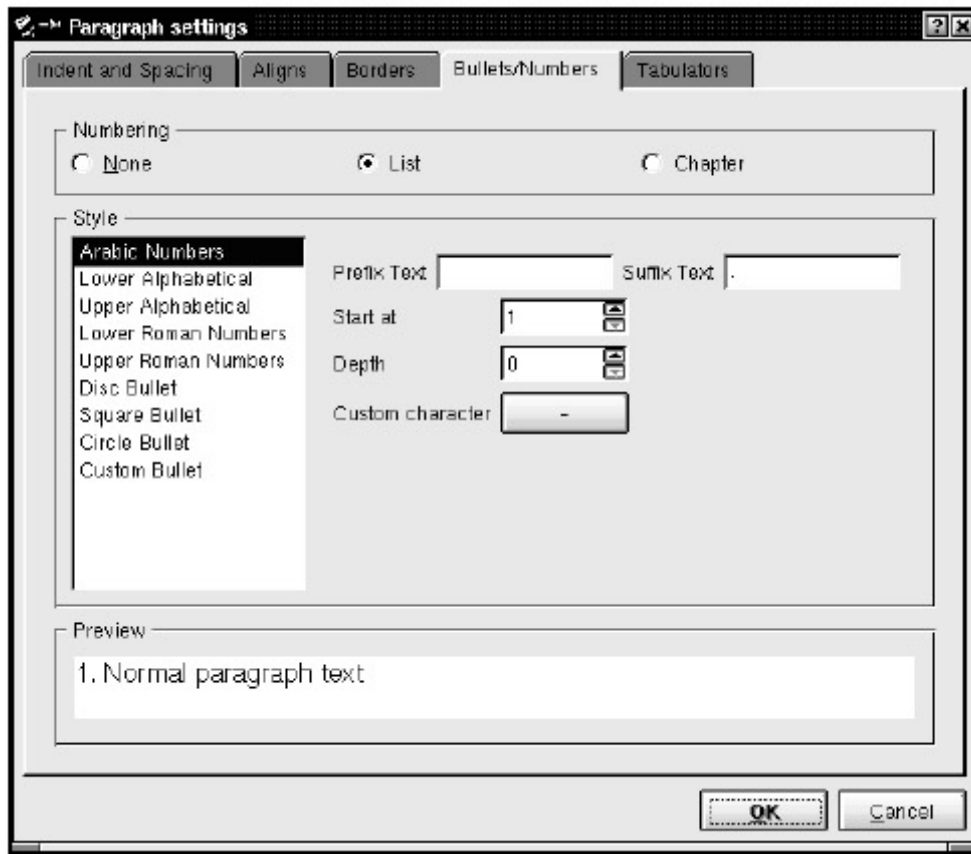 Paragraph settings
Indent and Spacing Aligns Borders Bullets/Numbers Tabulators
Numbering
None List Chapter
Style
Arabic Numbers
Lower Alphabetical
Upper Alphabetical
Lower Roman Numbers
Upper Roman Numbers
Disc Bullet
Square Bullet
Circle Bullet
Custom Bullet
Prefix Text Suffix Text .
Start at 1
Depth 0
Custom character -
Preview
1. Normal paragraph text
OK Cancel